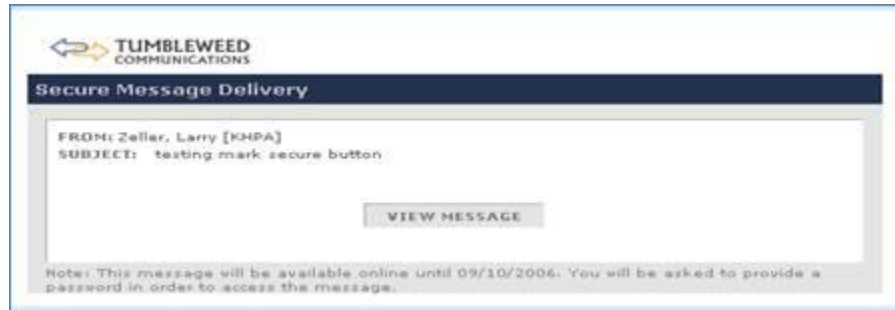 TUMBLEWEED
COMMUNICATIONS
Secure Message Delivery
FROM: Zeller, Larry [KHPA]
SUBJECT: testing mark secure button
VIEW MESSAGE
Note: This message will be available online until 09/10/2006. You will be asked to provide a
password in order to access the message.